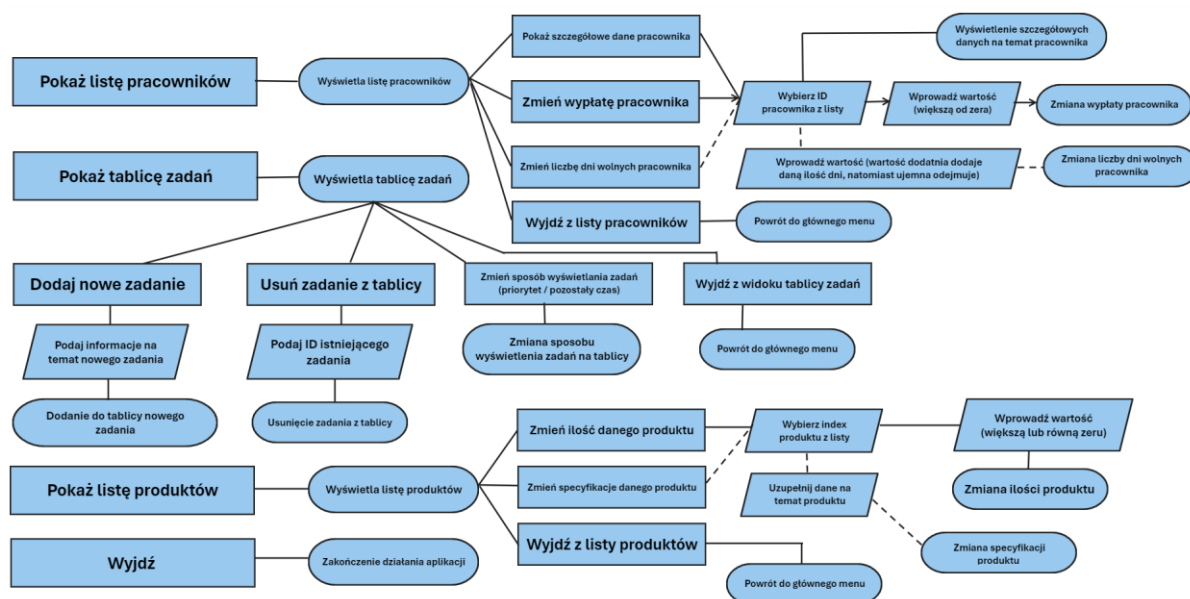 Pokaż szczegółowe dane pracownika
Wyświetlenie szczegółowych
danych na temat pracownika
Pokaż listę pracowników
Wyświetla listę pracowników
Zmień wypłatę pracownika
Wybierz ID
pracownika z listy
Wprowadź wartość
(większą od zera)
Zmiana wypłaty pracownika
Zmień liczbę dni wolnych pracownika
Wprowadź wartość (wartość dodatnia dodaje
daną ilość dni, natomiast ujemna odejmuje)
Zmiana liczby dni wolnych
pracownika
Pokaż tablicę zadań
Wyświetla tablicę zadań
Wyjdź z listy pracowników
Powrót do głównego menu
Dodaj nowe zadanie
Usuń zadanie z tablicy
Zmień sposób wyświetlania zadań
(priorytet / pozostały czas)
Wyjdź z widoku tablicy zadań
Podaj informacje na
temat nowego zadania
Podaj ID istniejącego
zadania
Zmiana sposobu
wyświetlenia zadań na tablicy
Powrót do głównego menu
Dodanie do tablicy nowego
zadania
Usunięcie zadania z tablicy
Zmień ilość danego produktu
Wybierz index
produktu z listy
Wprowadź wartość
(większą lub równą zeru)
Pokaż listę produktów
Wyświetla listę produktów
Zmień specyfikacje danego produktu
Uzupełnij dane na
temat produktu
Zmiana ilości produktu
Wyjdź z listy produktów
Zmiana specyfikacji
produktu
Wyjdź
Zakończenie działania aplikacji
Powrót do głównego menu